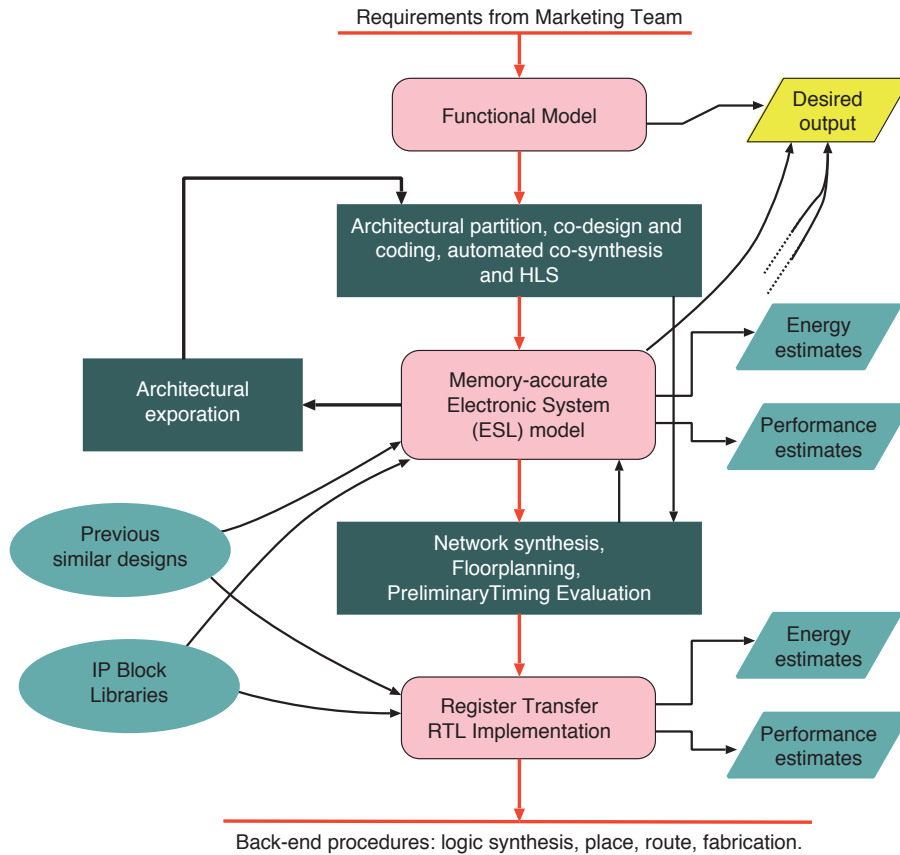 Requirements from Marketing Team
Functional Model
Desired
output
Architectural partition, co-design and
coding, automated co-synthesis
and HLS
Energy
estimates
Architectural
exporation
Memory-accurate
Electronic System
(ESL) model
Performance
estimates
Previous
similar designs
Network synthesis,
Floorplanning,
PreliminaryTiming Evaluation
Energy
estimates
IP Block
Libraries
Register Transfer
RTL Implementation
Performance
estimates
Back-end procedures: logic synthesis, place, route, fabrication.